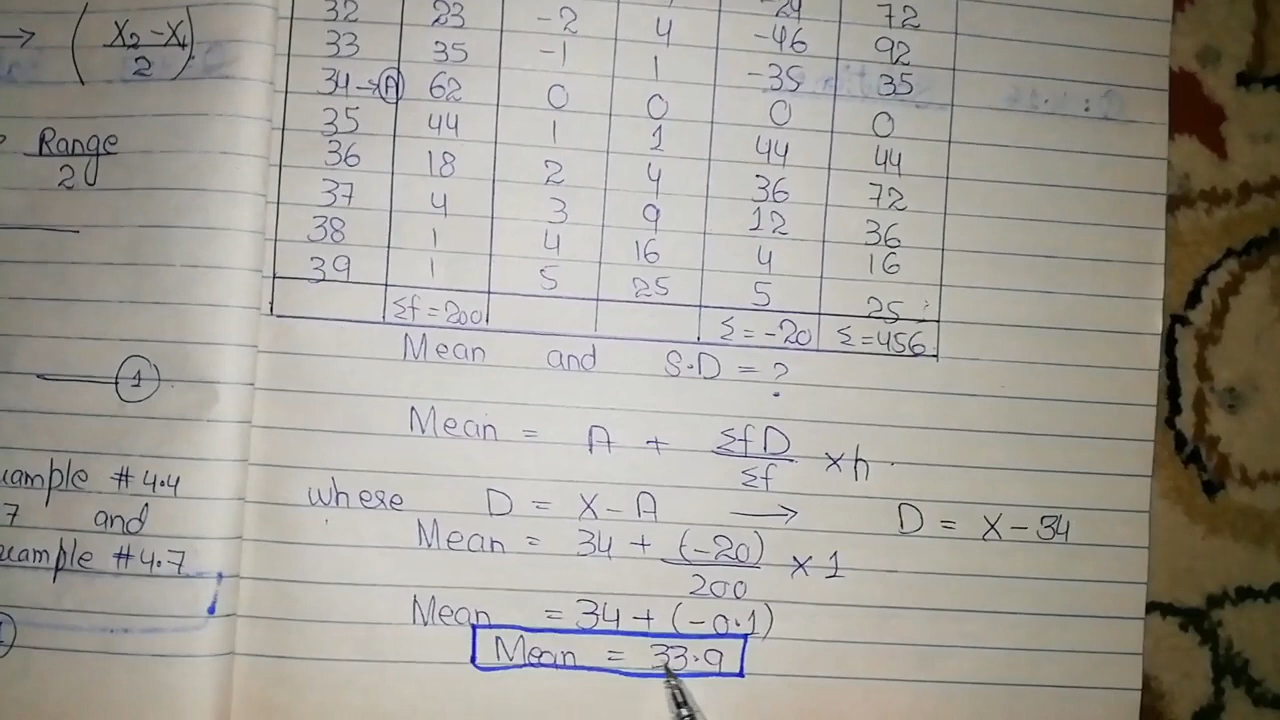 → (X2 – X1 / 2)
Range / 2
①
#4.4
7 and
#4.7
32 23 -2 4 -24 72
33 35 -1 1 -46 92
34→Ⓐ 62 0 0 -35 35
35 44 1 1 0 0
36 18 2 4 44 44
37 4 3 9 36 72
38 1 4 16 12 36
39 1 5 25 4 16
5 25
Σf = 200 Σ = -20 Σ = 456
Mean and S.D = ?
Mean = A + ΣfD / Σf × h
where D = X – A → D = X – 34
Mean = 34 + (-20) / 200 × 1
Mean = 34 + (-0.1)
Mean = 33.9